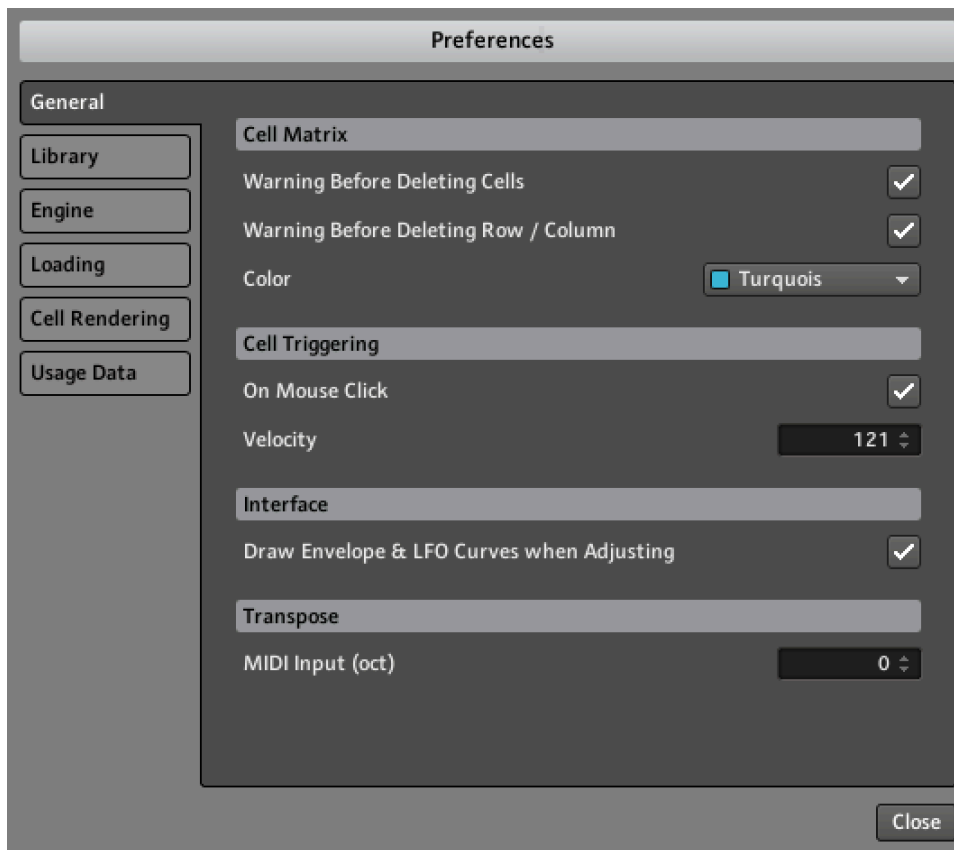 Preferences
General
Library
Engine
Loading
Cell Rendering
Usage Data
Cell Matrix
Warning Before Deleting Cells
Warning Before Deleting Row / Column
Color Turquois
Cell Triggering
On Mouse Click
Velocity 121
Interface
Draw Envelope & LFO Curves when Adjusting
Transpose
MIDI Input (oct) 0
Close